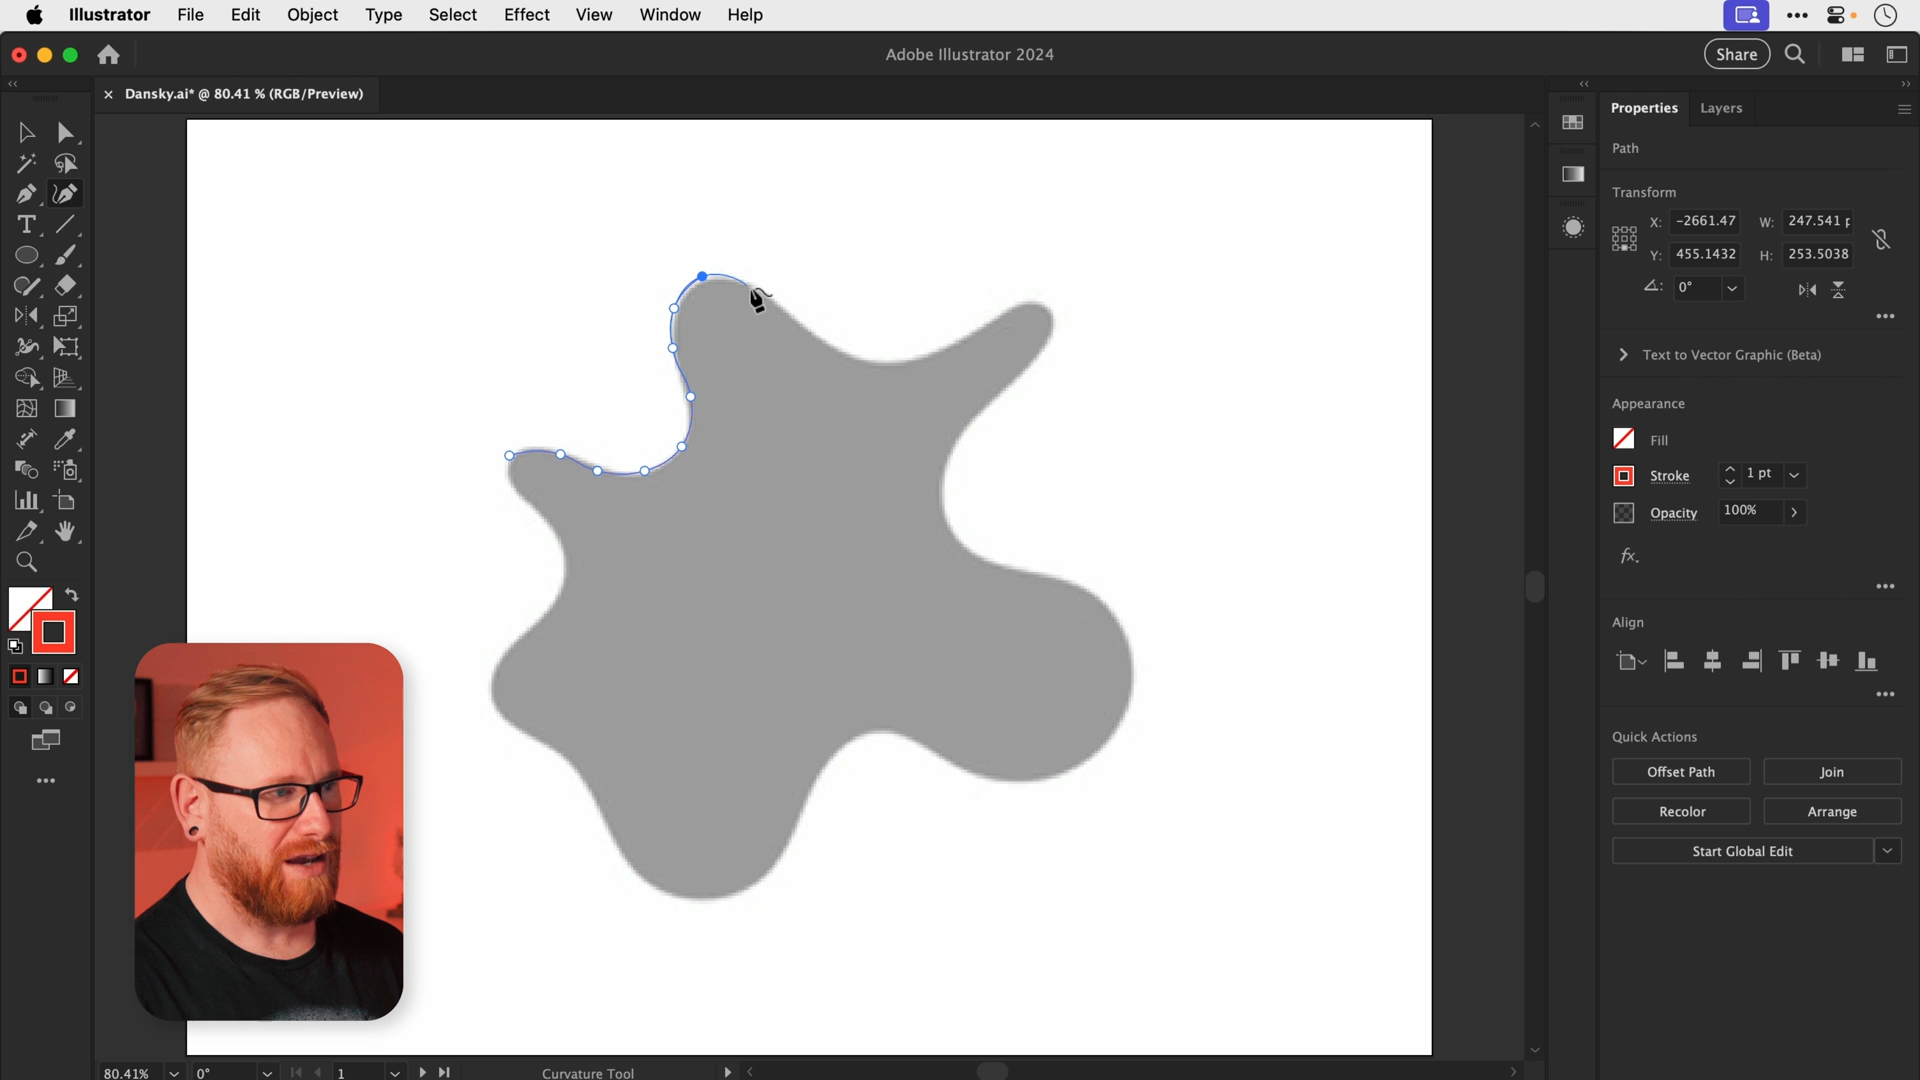 Illustrator File Edit Object Type Select Effect View Window Help
Adobe Illustrator 2024
Share
Dansky.ai* @ 80.41 % (RGB/Preview)
Properties Layers
Path
Transform
X: -2661.47 W: 247.541 p
Y: 455.1432 H: 253.5038
0°
Text to Vector Graphic (Beta)
Appearance
Fill
Stroke 1 pt
Opacity 100%
fx.
Align
Quick Actions
Offset Path Join
Recolor Arrange
Start Global Edit
80.41% 0° 1 Curvature Tool